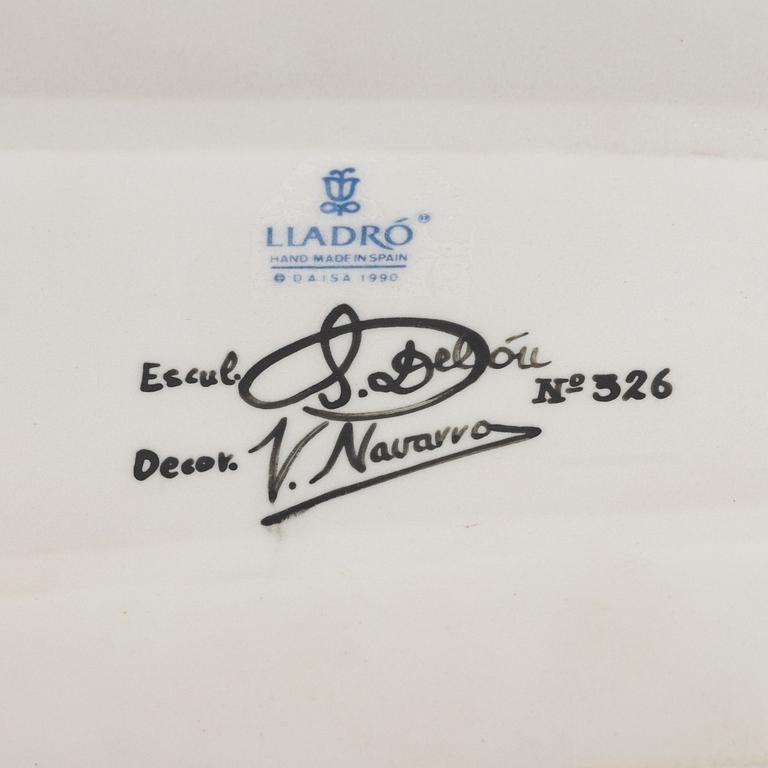 LLADRÓ®
HAND MADE IN SPAIN
© DAISA 1990
Escul. S. Debón Nº 326
Decor. V. Navarro